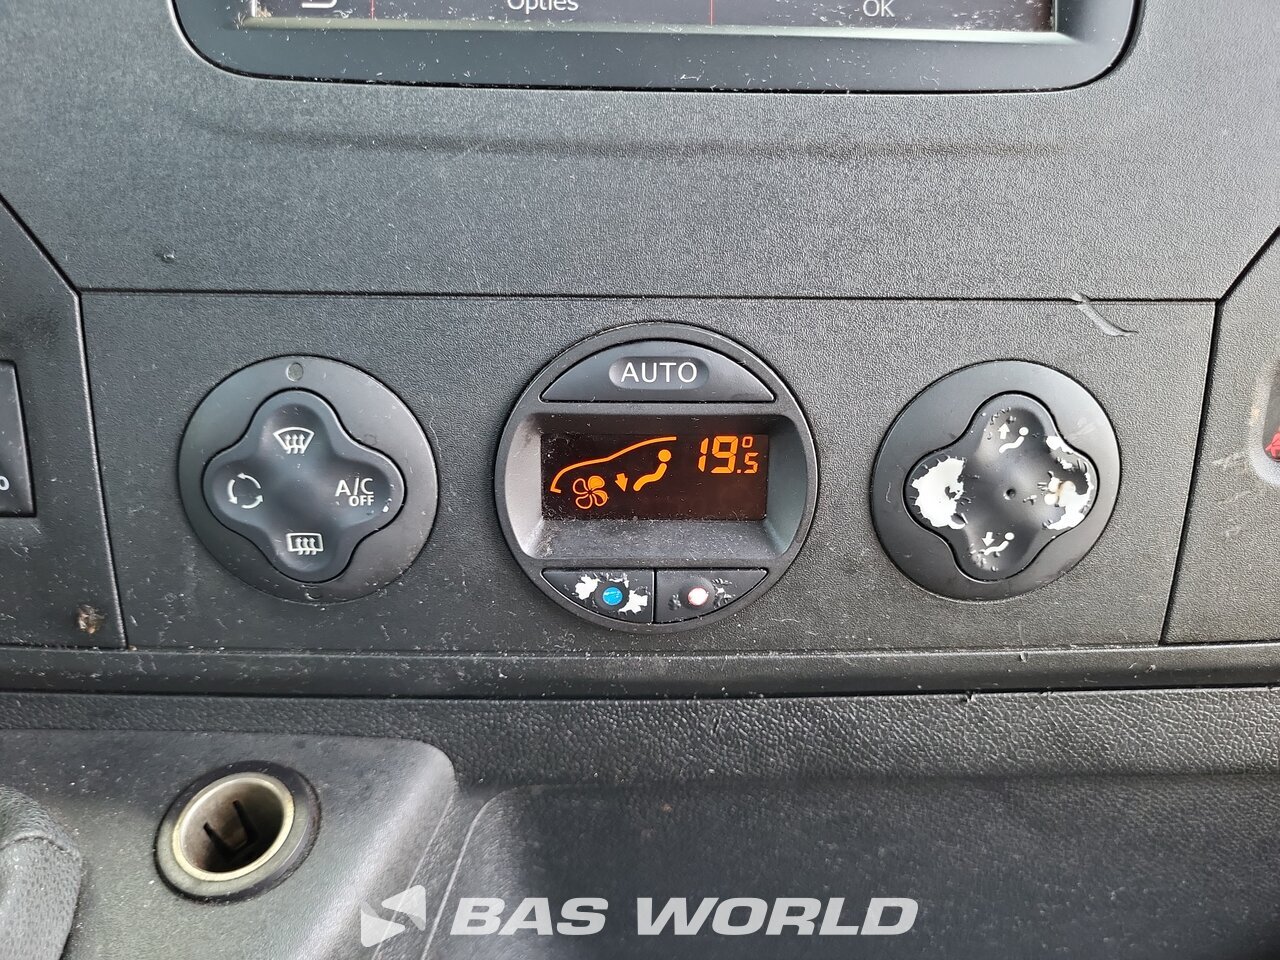 Opties OK
AUTO
19°.5
A/C
OFF
BAS WORLD